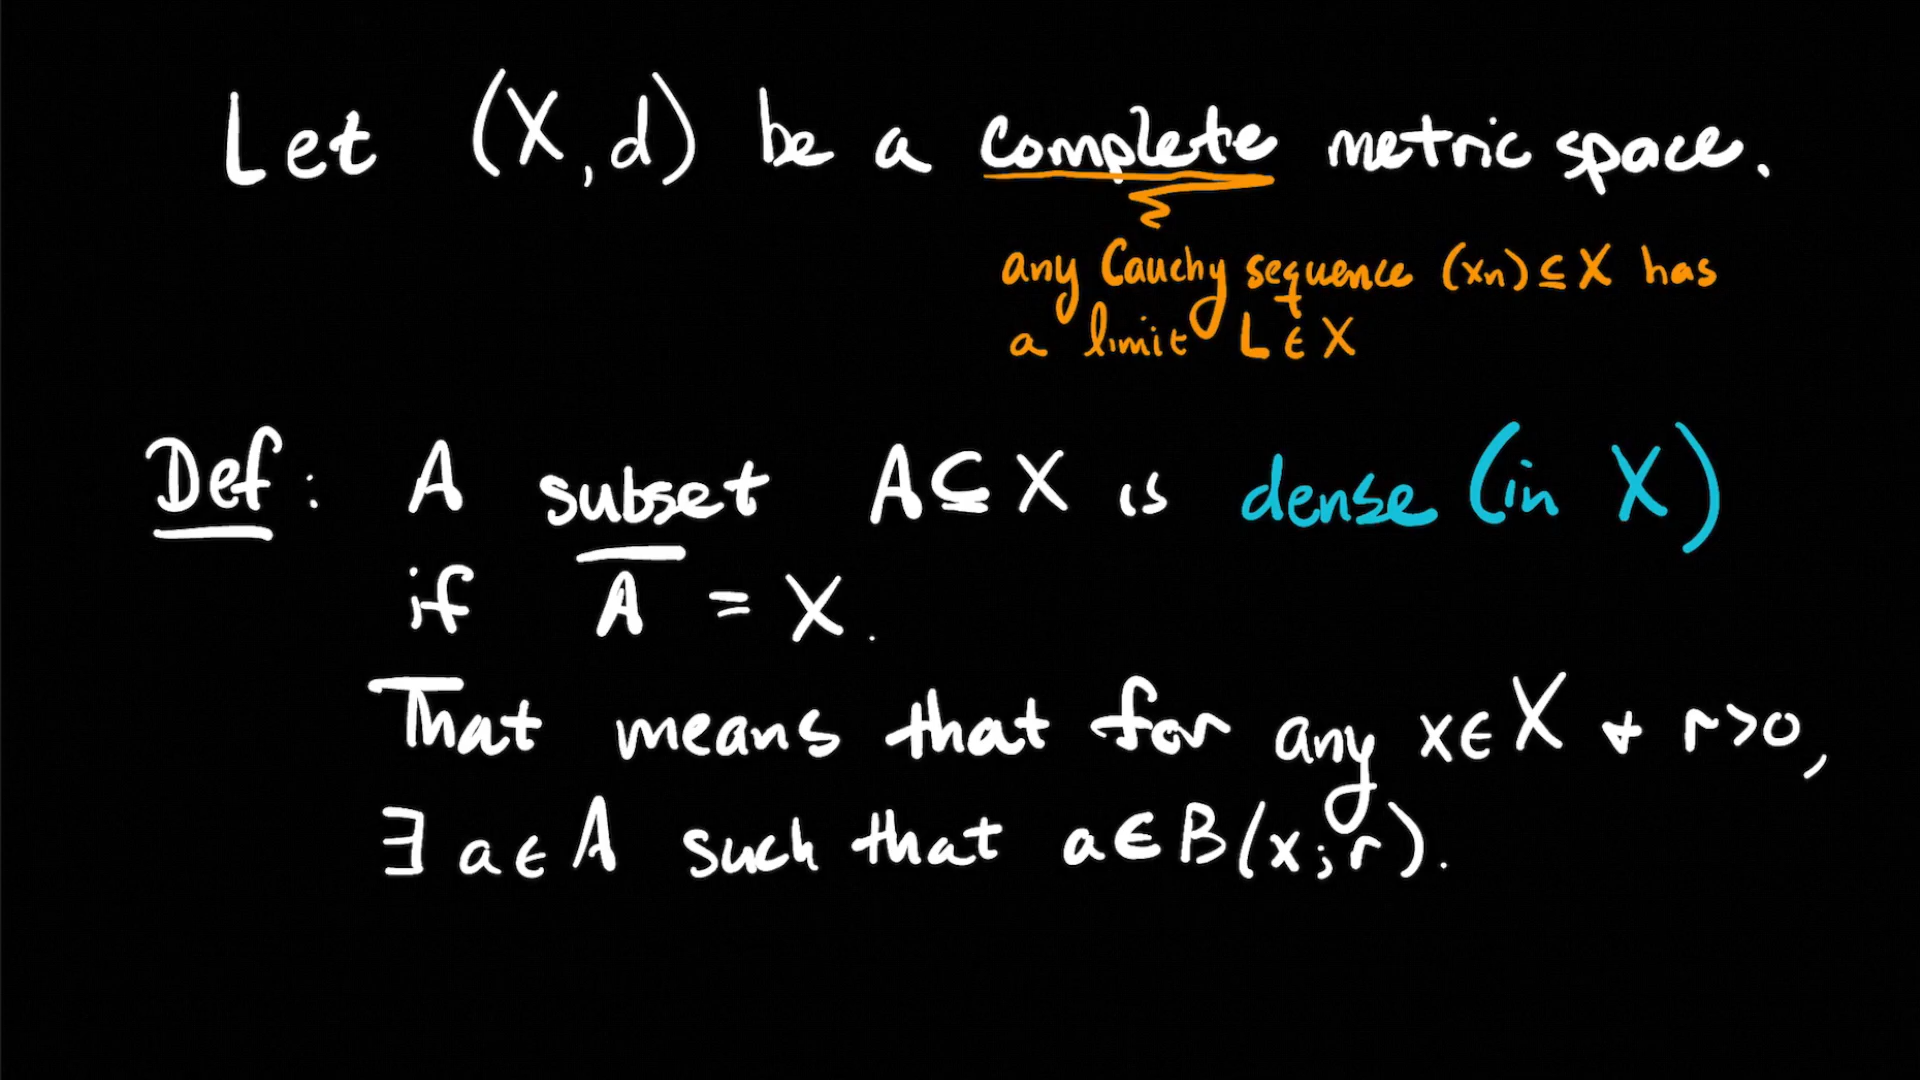 Let (X,d) be a complete metric space.
any Cauchy sequence (xn)⊆X has
a limit L∈X
Def: A subset A⊆X is dense (in X)
if A̅ = X.
That means that for any x∈X & r>0,
∃ a∈A such that a∈B(x;r).